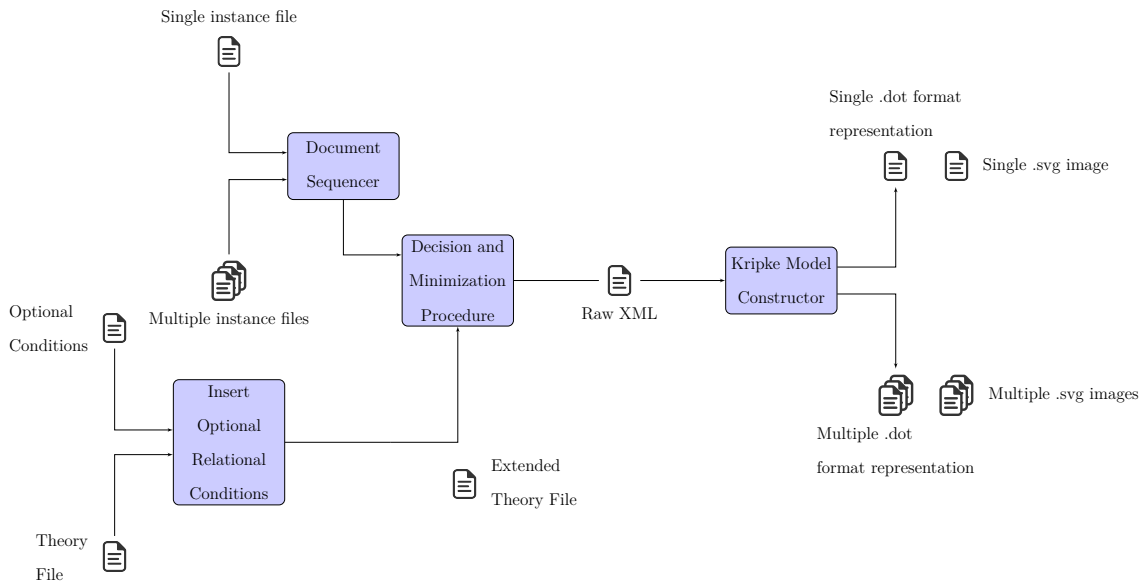 Single instance file
Single .dot format
representation
Document
Sequencer
Single .svg image
Decision and
Minimization
Procedure
Kripke Model
Constructor
Raw XML
Optional
Conditions
Multiple instance files
Insert
Optional
Relational
Conditions
Multiple .svg images
Multiple .dot
format representation
Extended
Theory File
Theory
File